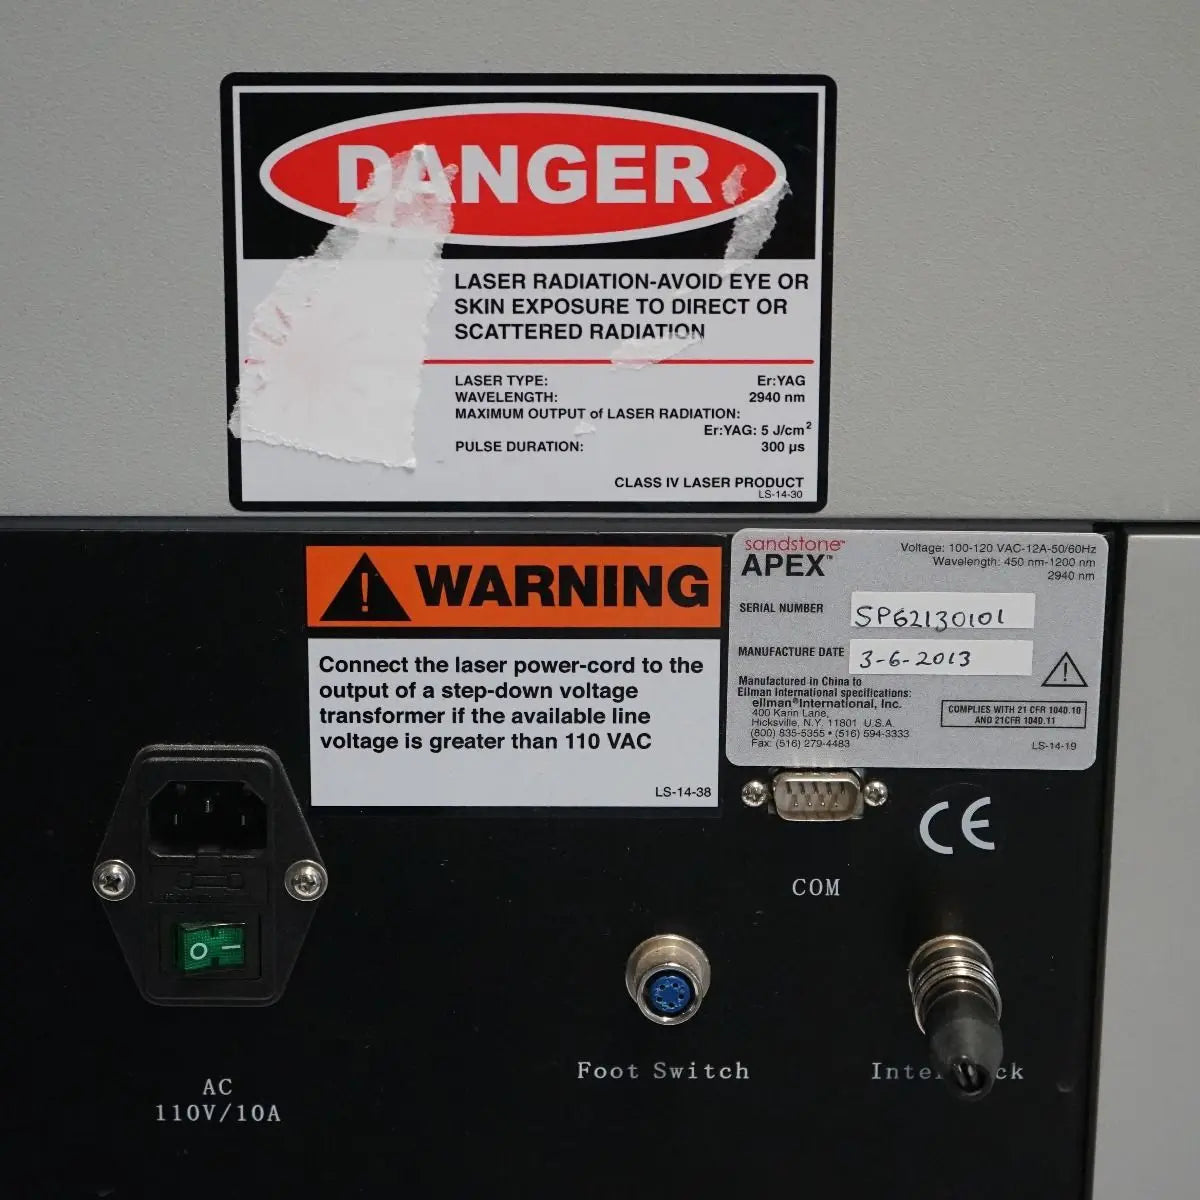 DANGER
LASER RADIATION-AVOID EYE OR
SKIN EXPOSURE TO DIRECT OR
SCATTERED RADIATION
LASER TYPE: Er:YAG
WAVELENGTH: 2940 nm
MAXIMUM OUTPUT of LASER RADIATION:
Er:YAG: 5 J/cm²
PULSE DURATION: 300 µs
CLASS IV LASER PRODUCT
LS-14-30
WARNING
Connect the laser power-cord to the
output of a step-down voltage
transformer if the available line
voltage is greater than 110 VAC
LS-14-38
sandstone™
APEX™
Voltage: 100-120 VAC-12A-50/60Hz
Wavelength: 450 nm-1200 nm
2940 nm
SERIAL NUMBER SP62130101
MANUFACTURE DATE 3-6-2013
Manufactured in China to
Ellman International specifications:
ellman®International, Inc.
400 Karin Lane,
Hicksville, N.Y. 11801 U.S.A.
(800) 835-5355 • (516) 594-3333
Fax: (516) 279-4483
COMPLIES WITH 21 CFR 1040.10
AND 21CFR 1040.11
LS-14-19
CE
COM
O I
Foot Switch
AC
110V/10A